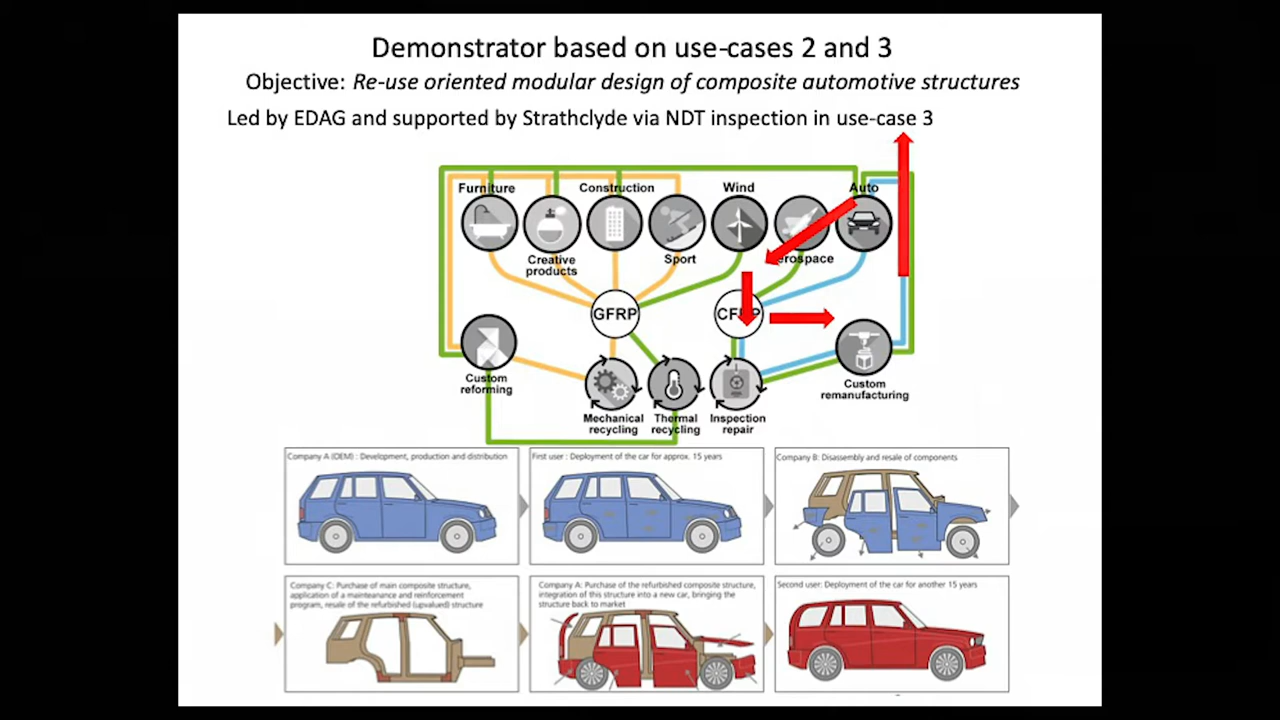 Demonstrator based on use-cases 2 and 3
Objective: Re-use oriented modular design of composite automotive structures
Led by EDAG and supported by Strathclyde via NDT inspection in use-case 3
Furniture
Construction
Wind
Auto
Creative
products
Sport
erospace
GFRP
CFRP
Custom
reforming
Mechanical
recycling
Thermal
recycling
Inspection
repair
Custom
remanufacturing
Company A (OEM) : Development, production and distribution
First user : Deployment of the car for approx. 15 years
Company B: Disassembly and resale of components
Company C: Purchase of main composite structure,
application of a mainteanance and reinforcement
program, resale of the refurbished (upvalued) structure
Company A: Purchase of the refurbished composite structure,
integration of this structure into a new car, bringing the
structure back to market
Second user: Deployment of the car for another 15 years